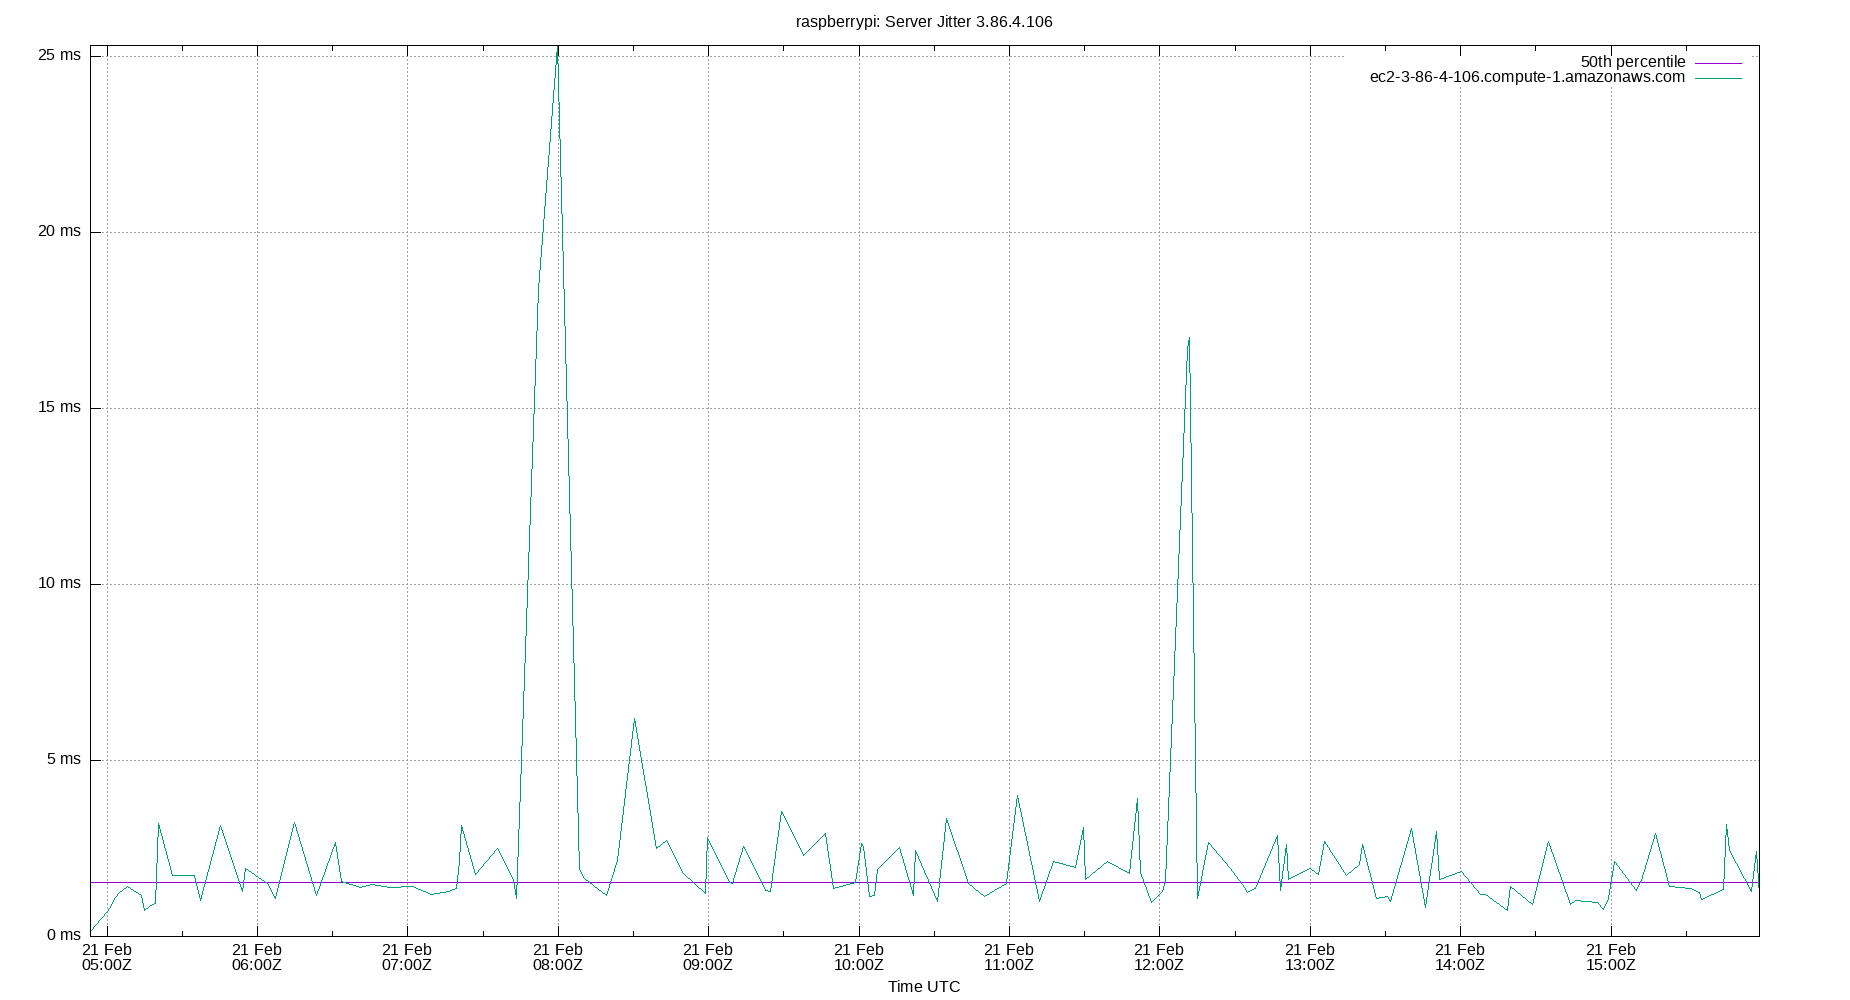 raspberrypi: Server Jitter 3.86.4.106
25 ms
20 ms
15 ms
10 ms
5 ms
0 ms
50th percentile
ec2-3-86-4-106.compute-1.amazonaws.com
21 Feb
05:00Z
21 Feb
06:00Z
21 Feb
07:00Z
21 Feb
08:00Z
21 Feb
09:00Z
21 Feb
10:00Z
21 Feb
11:00Z
21 Feb
12:00Z
21 Feb
13:00Z
21 Feb
14:00Z
21 Feb
15:00Z
Time UTC